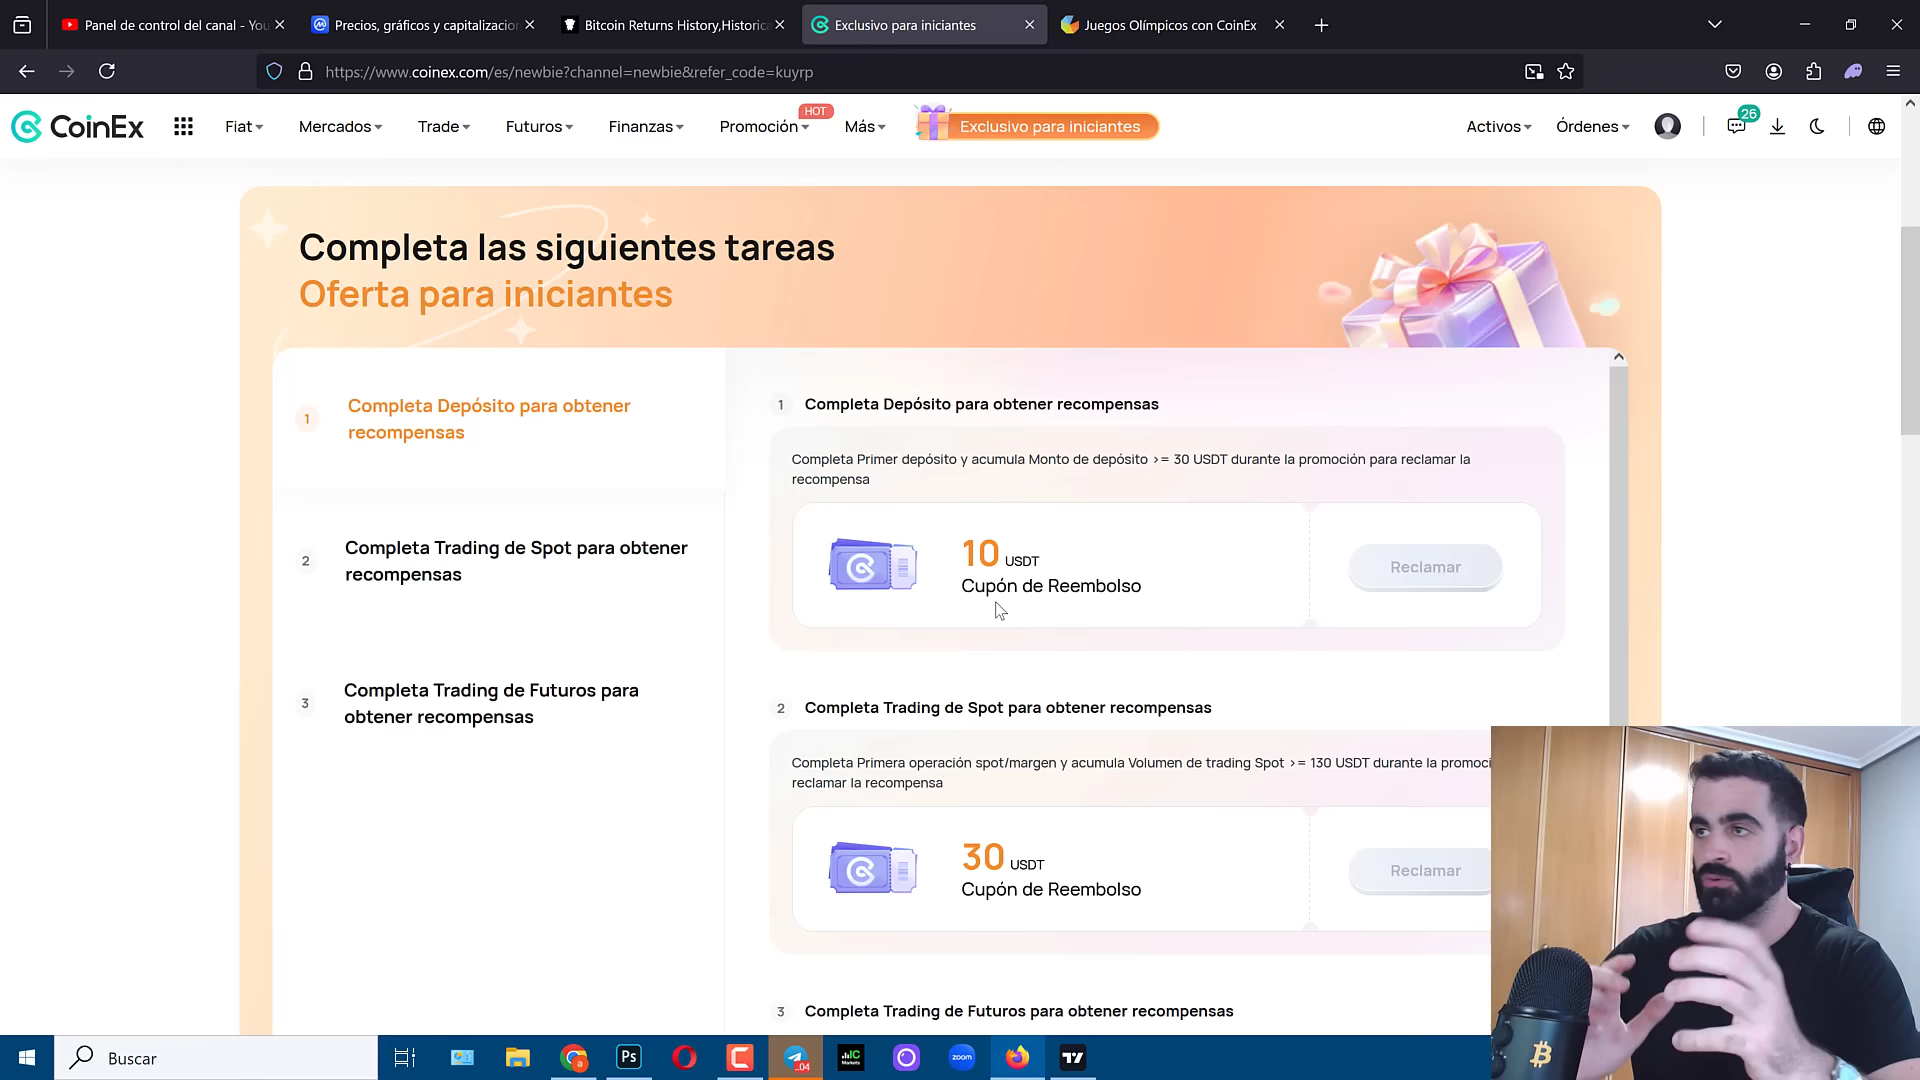 Panel de control del canal - You
Precios, gráficos y capitalizacion
Bitcoin Returns History,Historica
Exclusivo para iniciantes
Juegos Olímpicos con CoinEx
https://www.coinex.com/es/newbie?channel=newbie&refer_code=kuyrp
CoinEx
Fiat
Mercados
Trade
Futuros
Finanzas
Promoción
HOT
Más
Exclusivo para iniciantes
Activos
Órdenes
26
Completa las siguientes tareas
Oferta para iniciantes
1
Completa Depósito para obtener
recompensas
2
Completa Trading de Spot para obtener
recompensas
3
Completa Trading de Futuros para
obtener recompensas
1 Completa Depósito para obtener recompensas
Completa Primer depósito y acumula Monto de depósito >= 30 USDT durante la promoción para reclamar la
recompensa
10 USDT
Cupón de Reembolso
Reclamar
2 Completa Trading de Spot para obtener recompensas
Completa Primera operación spot/margen y acumula Volumen de trading Spot >= 130 USDT durante la promoci
reclamar la recompensa
30 USDT
Cupón de Reembolso
Reclamar
3 Completa Trading de Futuros para obtener recompensas
Buscar
Ps
.04
IC
Markets
zoom